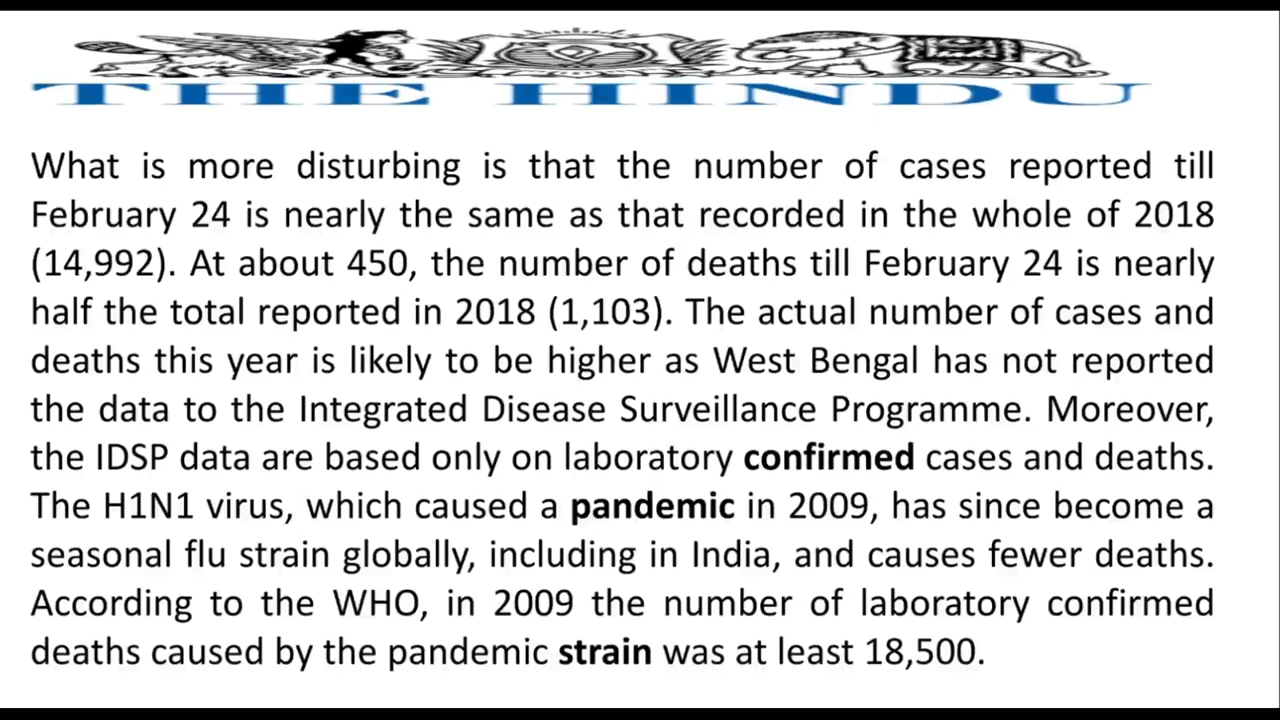 THE HINDU
What is more disturbing is that the number of cases reported till
February 24 is nearly the same as that recorded in the whole of 2018
(14,992). At about 450, the number of deaths till February 24 is nearly
half the total reported in 2018 (1,103). The actual number of cases and
deaths this year is likely to be higher as West Bengal has not reported
the data to the Integrated Disease Surveillance Programme. Moreover,
the IDSP data are based only on laboratory confirmed cases and deaths.
The H1N1 virus, which caused a pandemic in 2009, has since become a
seasonal flu strain globally, including in India, and causes fewer deaths.
According to the WHO, in 2009 the number of laboratory confirmed
deaths caused by the pandemic strain was at least 18,500.